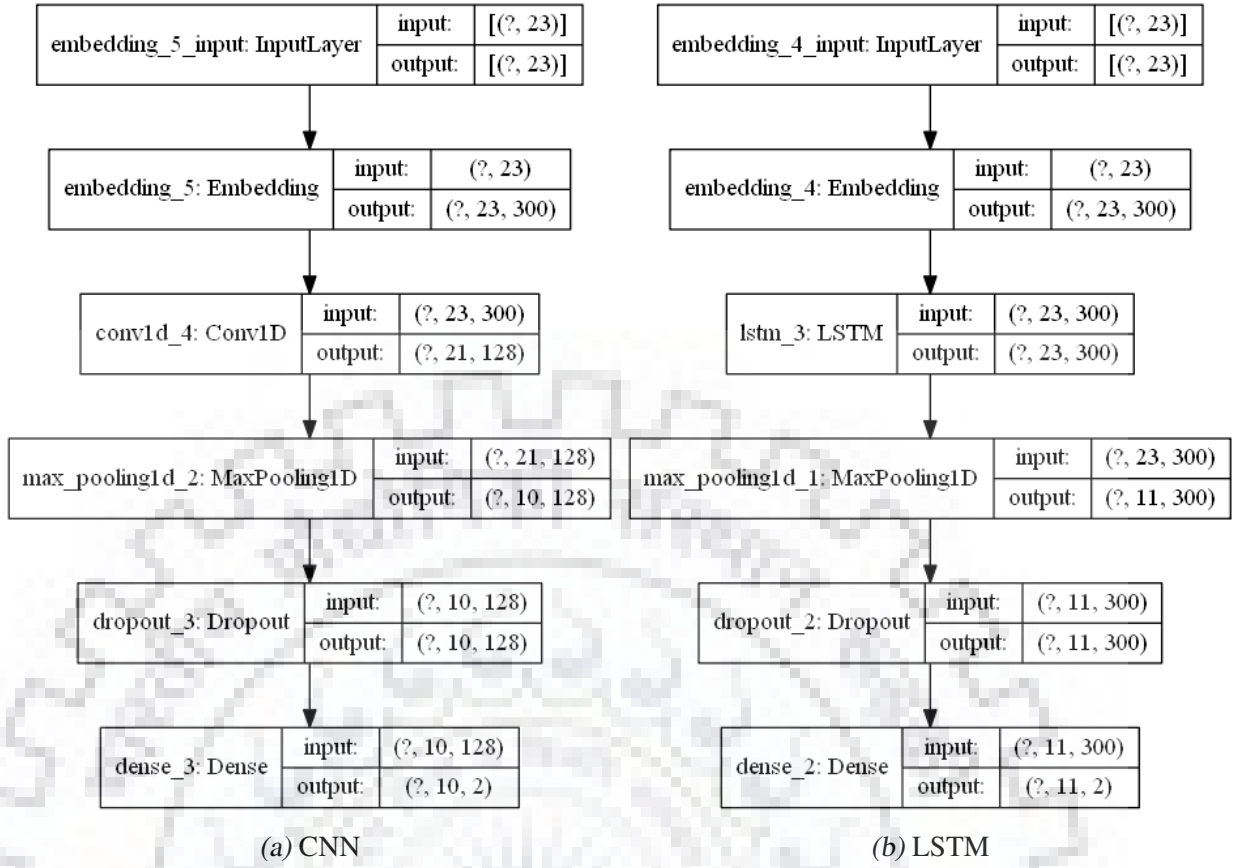 embedding_5_input: InputLayer
input: [(?, 23)]
output: [(?, 23)]
embedding_5: Embedding
input: (?, 23)
output: (?, 23, 300)
conv1d_4: Conv1D
input: (?, 23, 300)
output: (?, 21, 128)
max_pooling1d_2: MaxPooling1D
input: (?, 21, 128)
output: (?, 10, 128)
dropout_3: Dropout
input: (?, 10, 128)
output: (?, 10, 128)
dense_3: Dense
input: (?, 10, 128)
output: (?, 10, 2)
(a) CNN
embedding_4_input: InputLayer
input: [(?, 23)]
output: [(?, 23)]
embedding_4: Embedding
input: (?, 23)
output: (?, 23, 300)
lstm_3: LSTM
input: (?, 23, 300)
output: (?, 23, 300)
max_pooling1d_1: MaxPooling1D
input: (?, 23, 300)
output: (?, 11, 300)
dropout_2: Dropout
input: (?, 11, 300)
output: (?, 11, 300)
dense_2: Dense
input: (?, 11, 300)
output: (?, 11, 2)
(b) LSTM